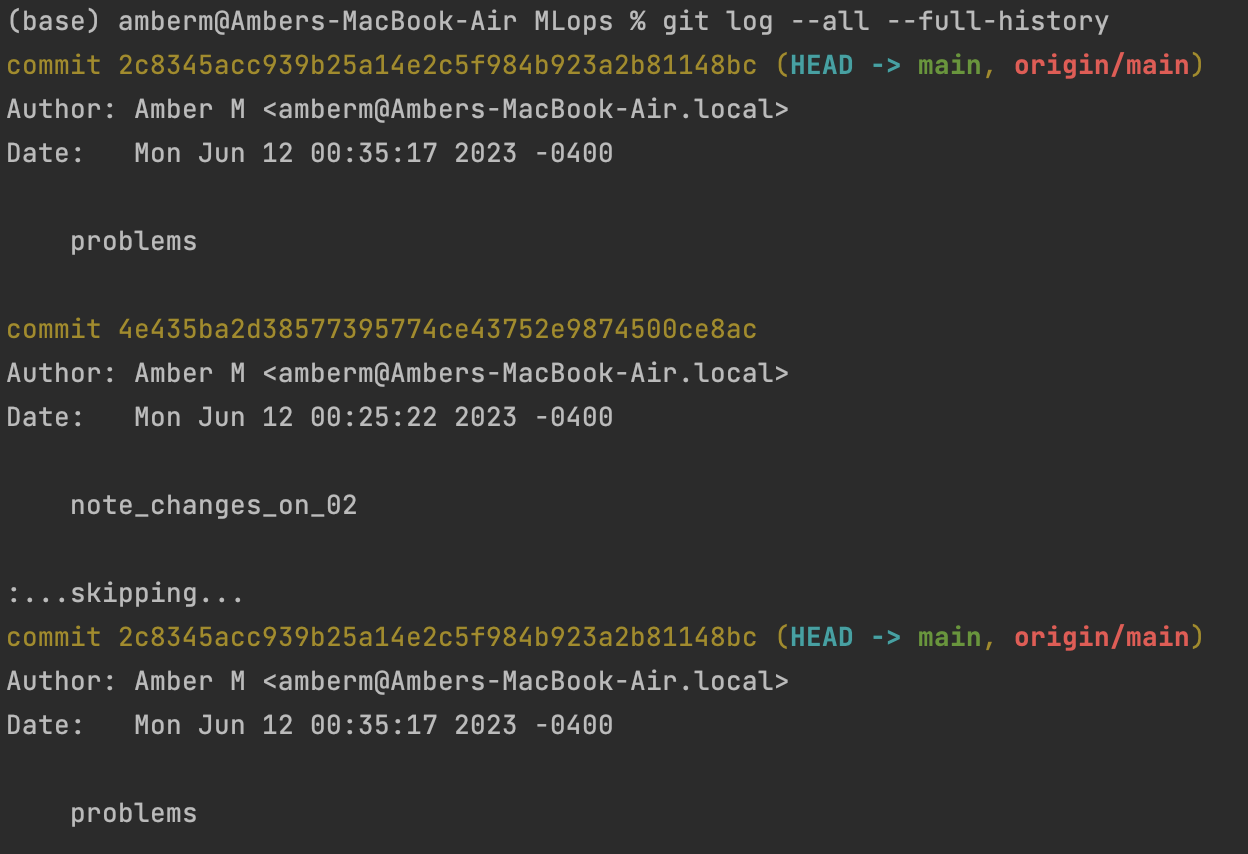 (base) amberm@Ambers-MacBook-Air MLops % git log --all --full-history
commit 2c8345acc939b25a14e2c5f984b923a2b81148bc (HEAD -> main, origin/main)
Author: Amber M <amberm@Ambers-MacBook-Air.local>
Date:   Mon Jun 12 00:35:17 2023 -0400
    problems
commit 4e435ba2d38577395774ce43752e9874500ce8ac
Author: Amber M <amberm@Ambers-MacBook-Air.local>
Date:   Mon Jun 12 00:25:22 2023 -0400
    note_changes_on_02
:...skipping...
commit 2c8345acc939b25a14e2c5f984b923a2b81148bc (HEAD -> main, origin/main)
Author: Amber M <amberm@Ambers-MacBook-Air.local>
Date:   Mon Jun 12 00:35:17 2023 -0400
    problems